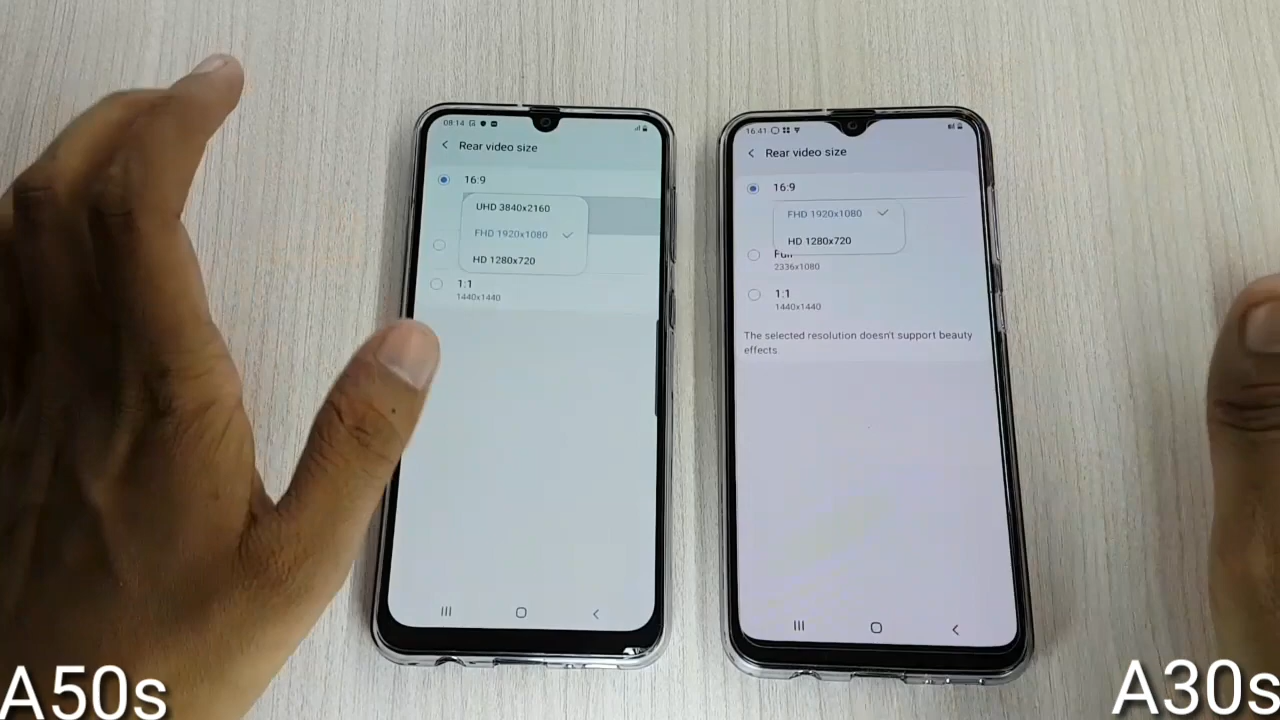 08:14
Rear video size
16:9
UHD 3840x2160
FHD 1920x1080
HD 1280x720
1:1
1440x1440
16:41
Rear video size
16:9
FHD 1920x1080
HD 1280x720
Full
2336x1080
1:1
1440x1440
The selected resolution doesn't support beauty
effects.
A50s
A30s